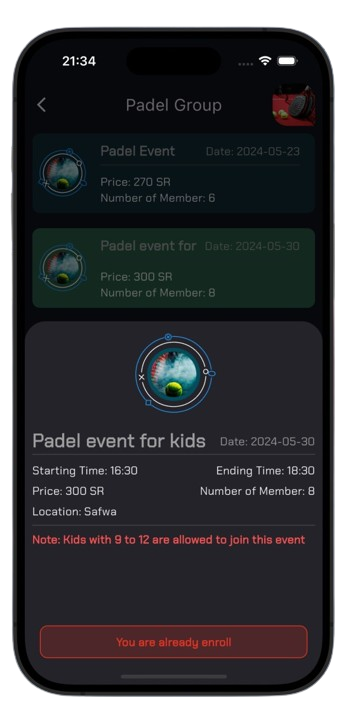 21:34
Padel Group
Padel Event Date: 2024-05-23
Price: 270 SR
Number of Member: 6
Padel event for Date: 2024-05-30
Price: 300 SR
Number of Member: 8
Padel event for kids Date: 2024-05-30
Starting Time: 16:30 Ending Time: 18:30
Price: 300 SR Number of Member: 8
Location: Safwa
Note: Kids with 9 to 12 are allowed to join this event
You are already enroll